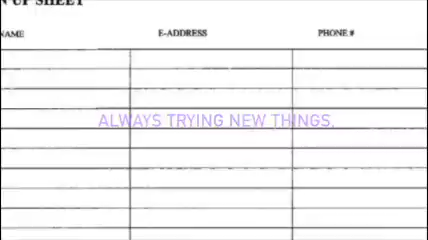 N UP SHEET
NAME
E-ADDRESS
PHONE #
ALWAYS TRYING NEW THINGS,